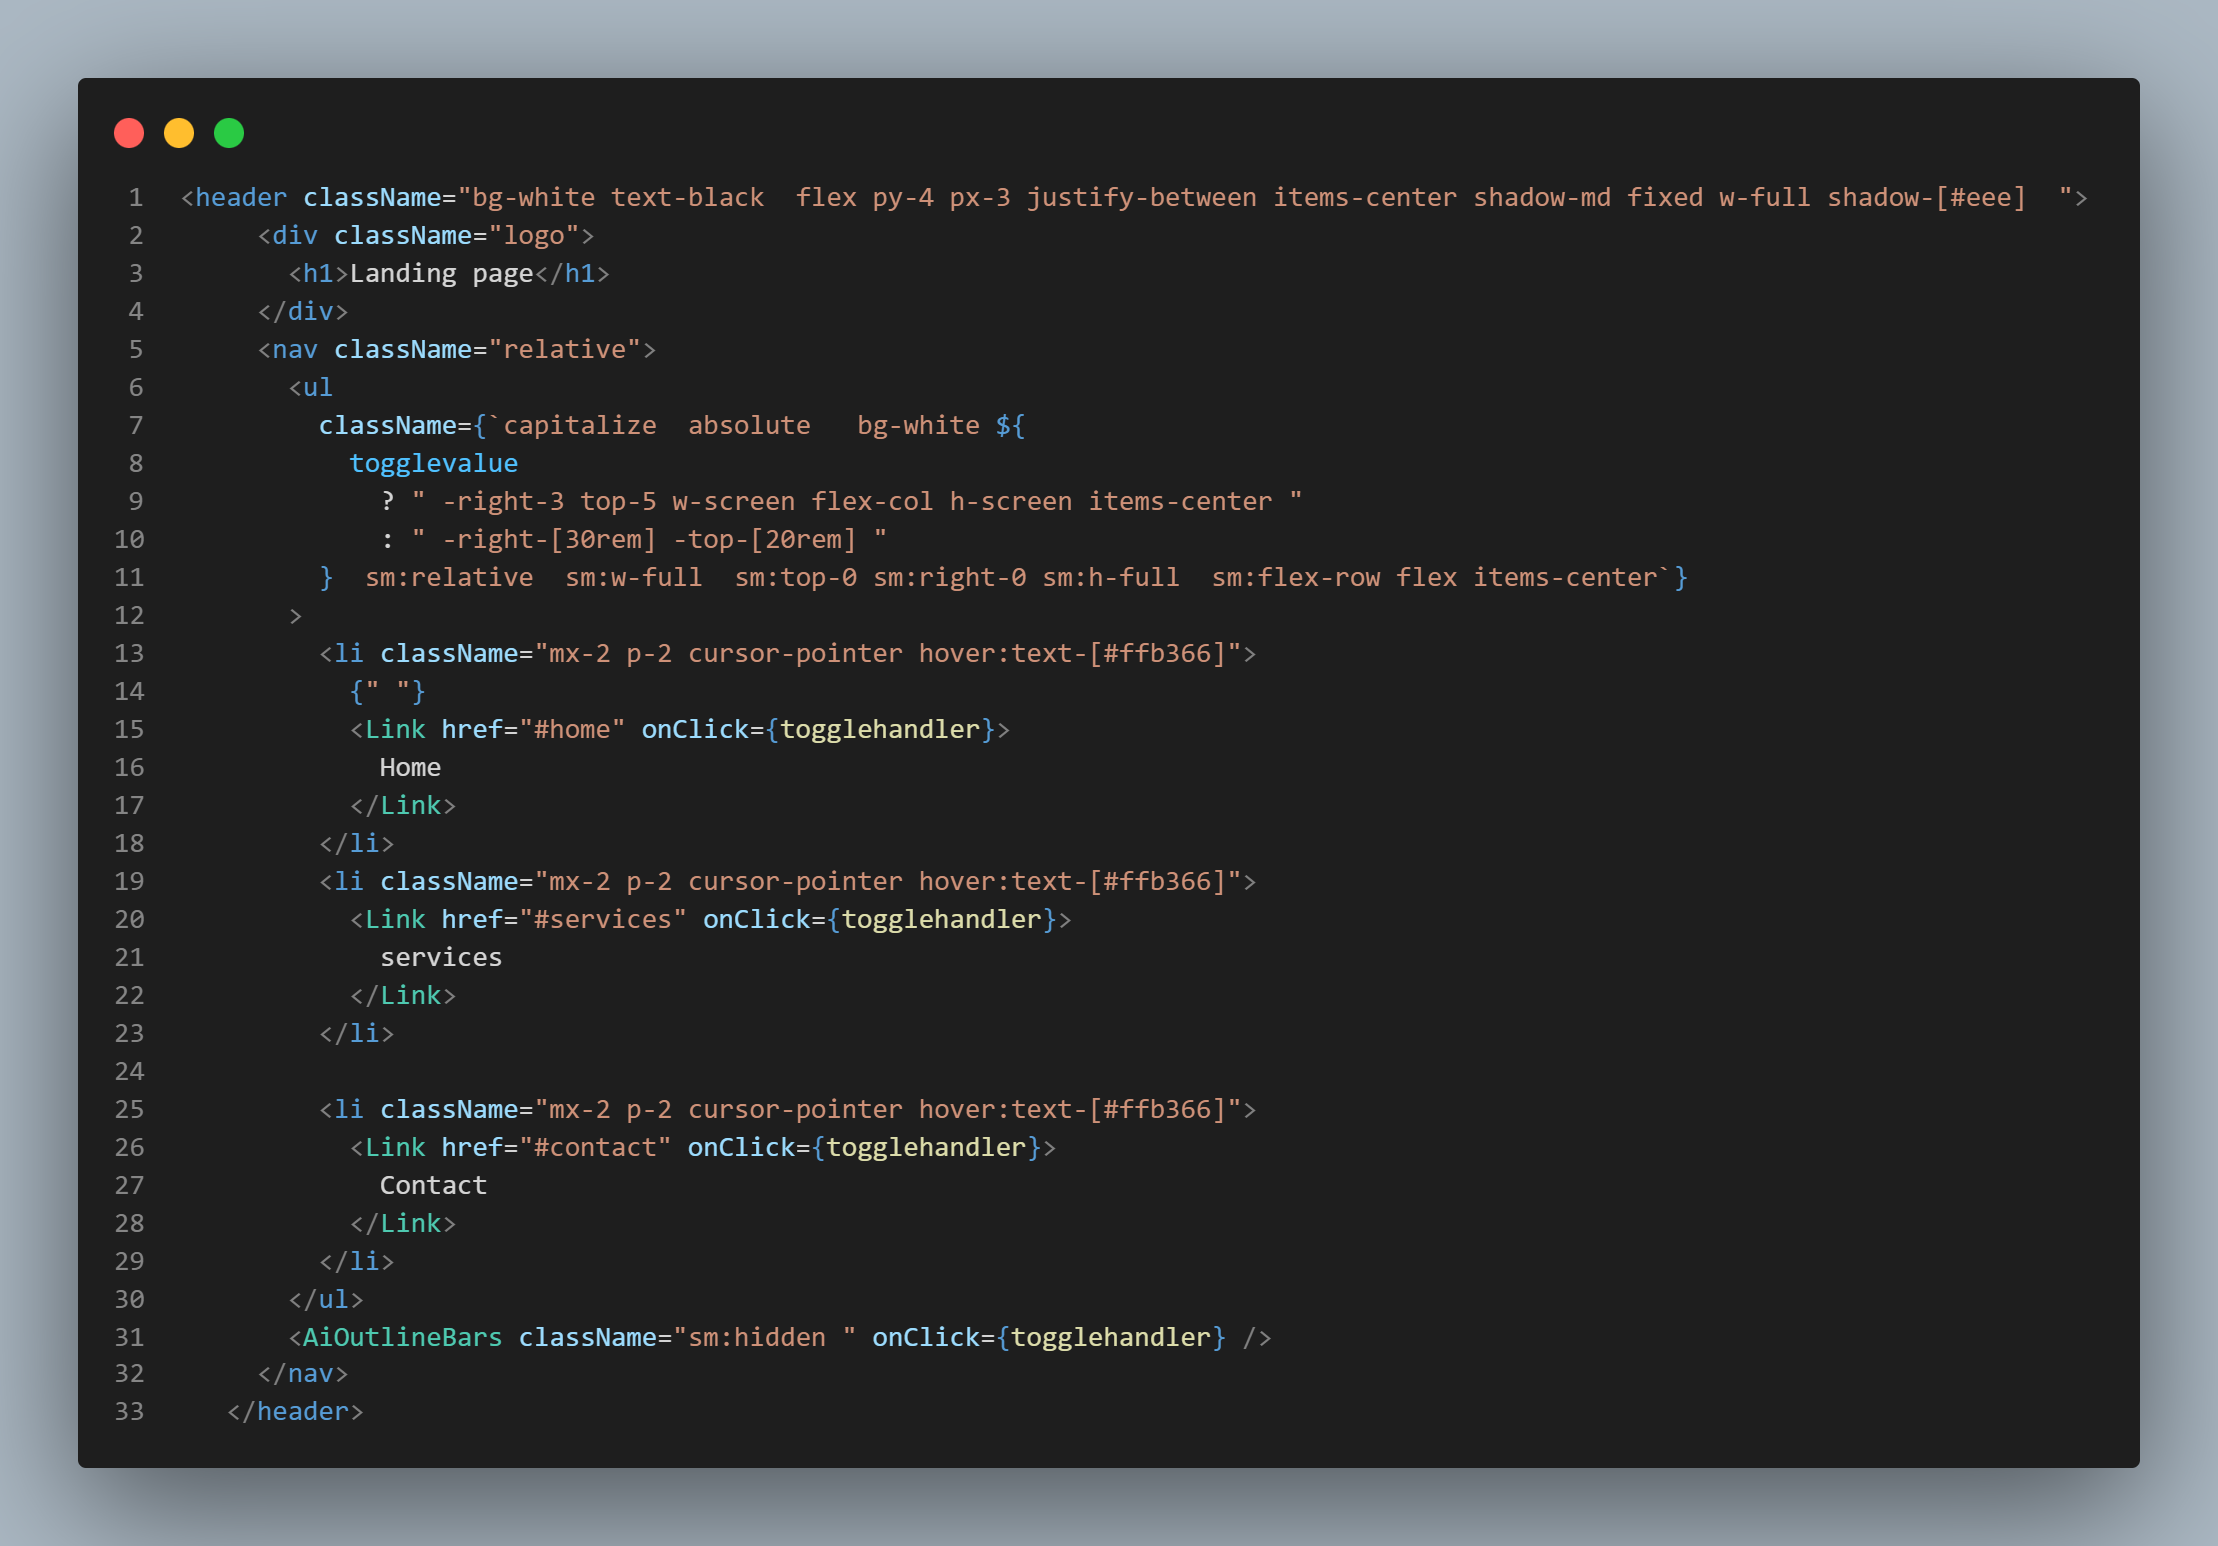 1 <header className="bg-white text-black  flex py-4 px-3 justify-between items-center shadow-md fixed w-full shadow-[#eee]  ">
2      <div className="logo">
3        <h1>Landing page</h1>
4      </div>
5      <nav className="relative">
6        <ul
7          className={`capitalize  absolute   bg-white ${
8            togglevalue
9              ? " -right-3 top-5 w-screen flex-col h-screen items-center "
10              : " -right-[30rem] -top-[20rem] "
11          }  sm:relative  sm:w-full  sm:top-0 sm:right-0 sm:h-full  sm:flex-row flex items-center`}
12        >
13          <li className="mx-2 p-2 cursor-pointer hover:text-[#ffb366]">
14            {" "}
15            <Link href="#home" onClick={togglehandler}>
16              Home
17            </Link>
18          </li>
19          <li className="mx-2 p-2 cursor-pointer hover:text-[#ffb366]">
20            <Link href="#services" onClick={togglehandler}>
21              services
22            </Link>
23          </li>
24
25          <li className="mx-2 p-2 cursor-pointer hover:text-[#ffb366]">
26            <Link href="#contact" onClick={togglehandler}>
27              Contact
28            </Link>
29          </li>
30        </ul>
31        <AiOutlineBars className="sm:hidden " onClick={togglehandler} />
32      </nav>
33    </header>